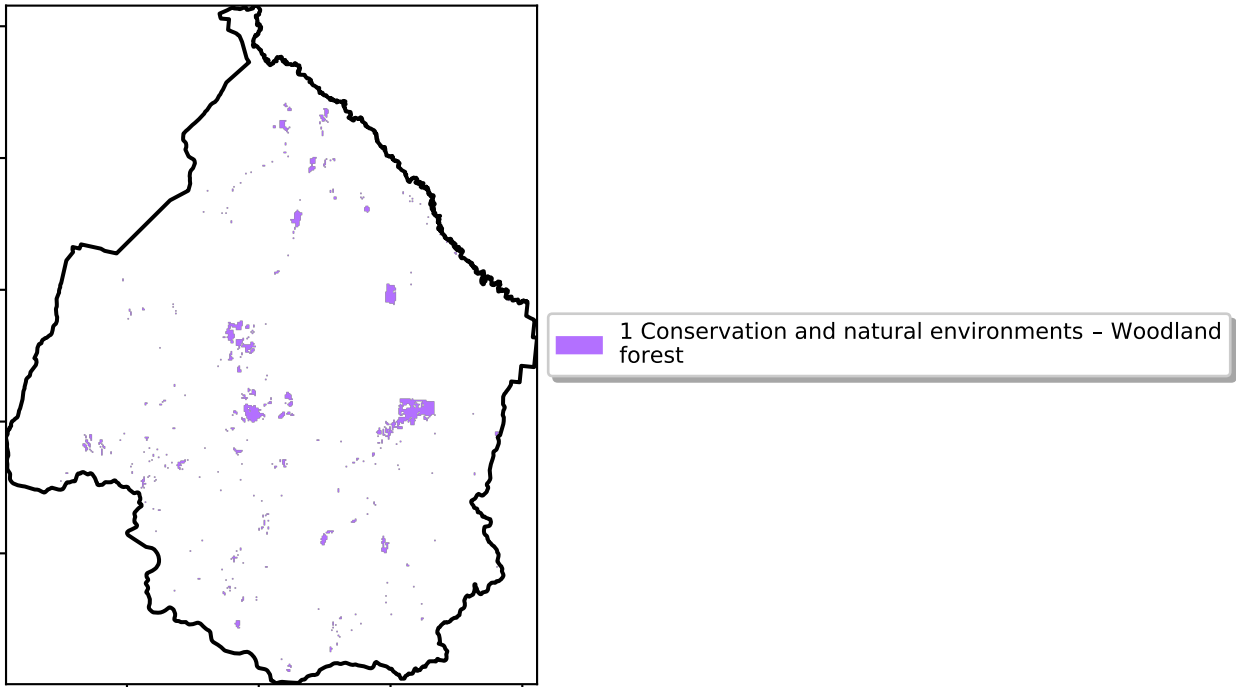 1 Conservation and natural environments – Woodland
forest